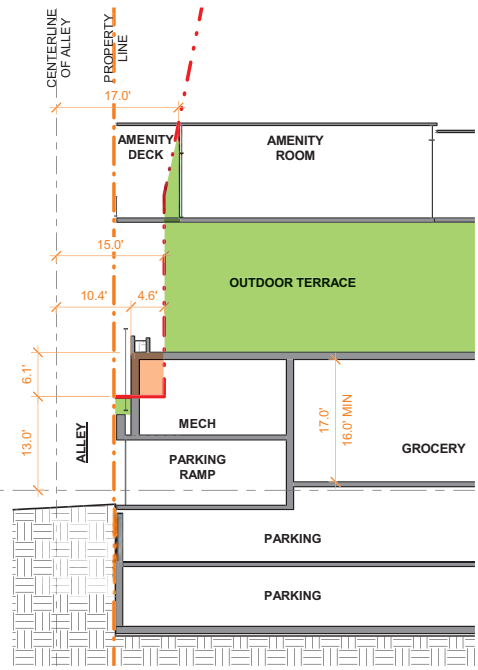 CENTERLINE
OF ALLEY
PROPERTY
LINE
17.0'
AMENITY
DECK
AMENITY
ROOM
15.0'
OUTDOOR TERRACE
10.4'
4.6'
6.1'
13.0'
ALLEY
MECH
17.0'
16.0' MIN
GROCERY
PARKING
RAMP
PARKING
PARKING